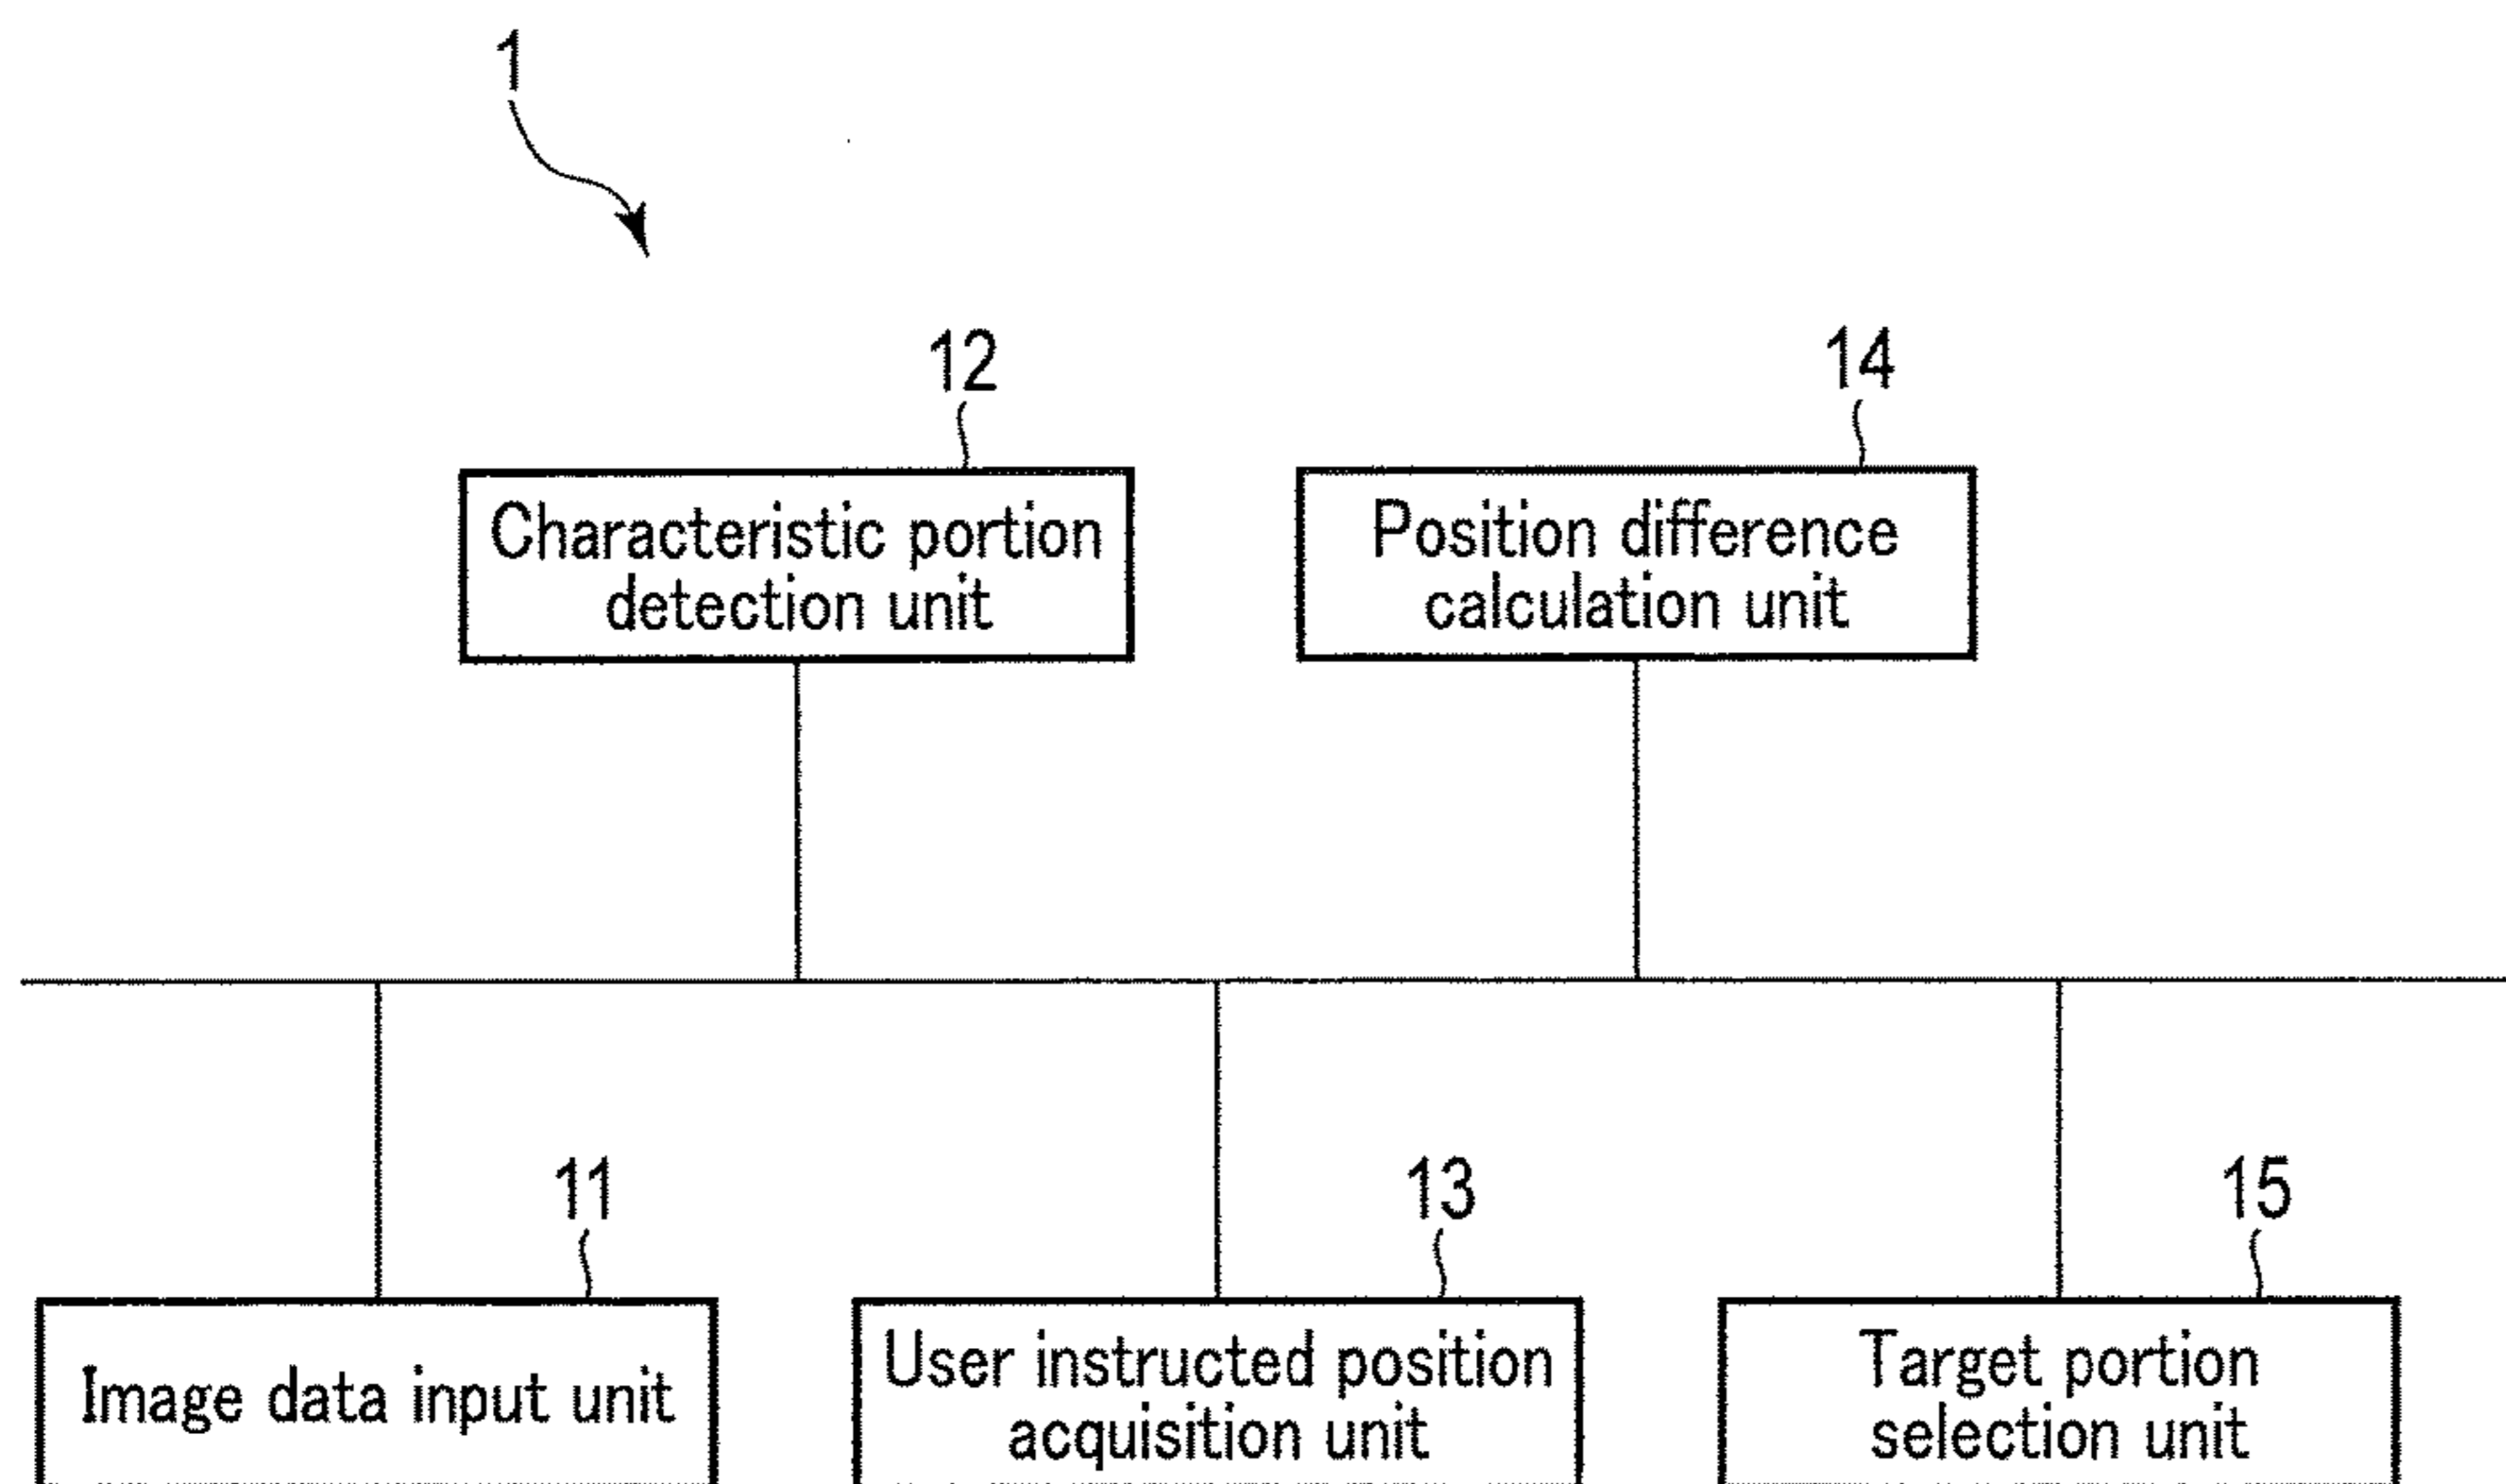 1
12
14
Characteristic portion
detection unit
Position difference
calculation unit
11
13
15
Image data input unit
User instructed position
acquisition unit
Target portion
selection unit